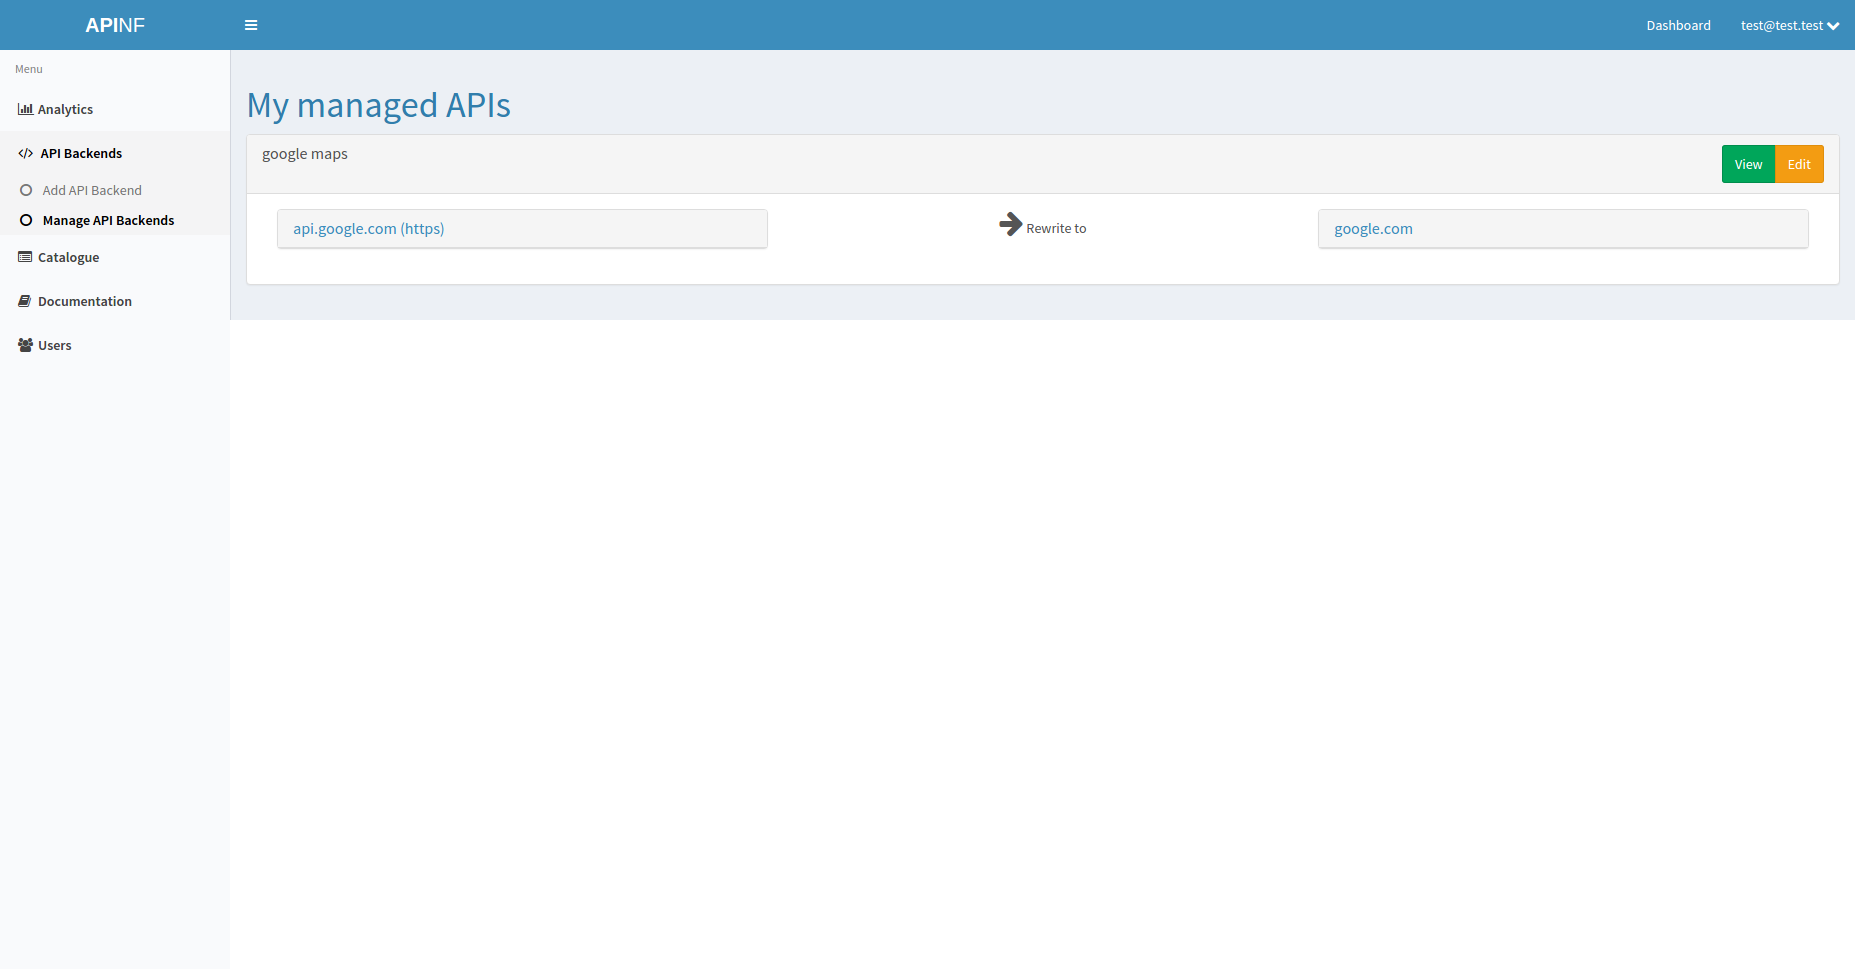 APINF
Dashboard
test@test.test
Menu
Analytics
API Backends
Add API Backend
Manage API Backends
Catalogue
Documentation
Users
My managed APIs
google maps
View
Edit
api.google.com (https)
Rewrite to
google.com